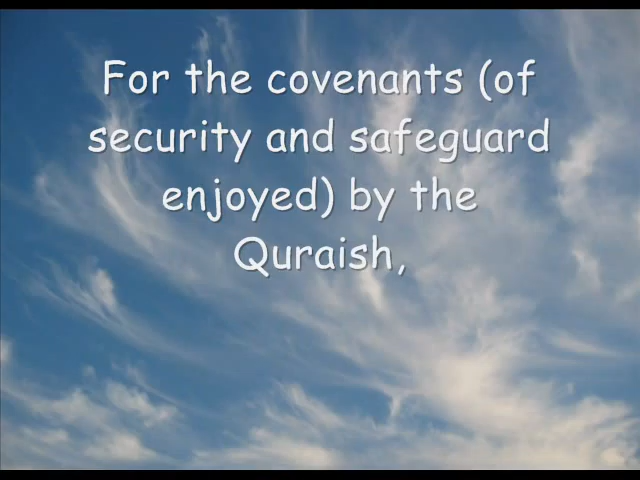 For the covenants (of
security and safeguard
enjoyed) by the
Quraish,